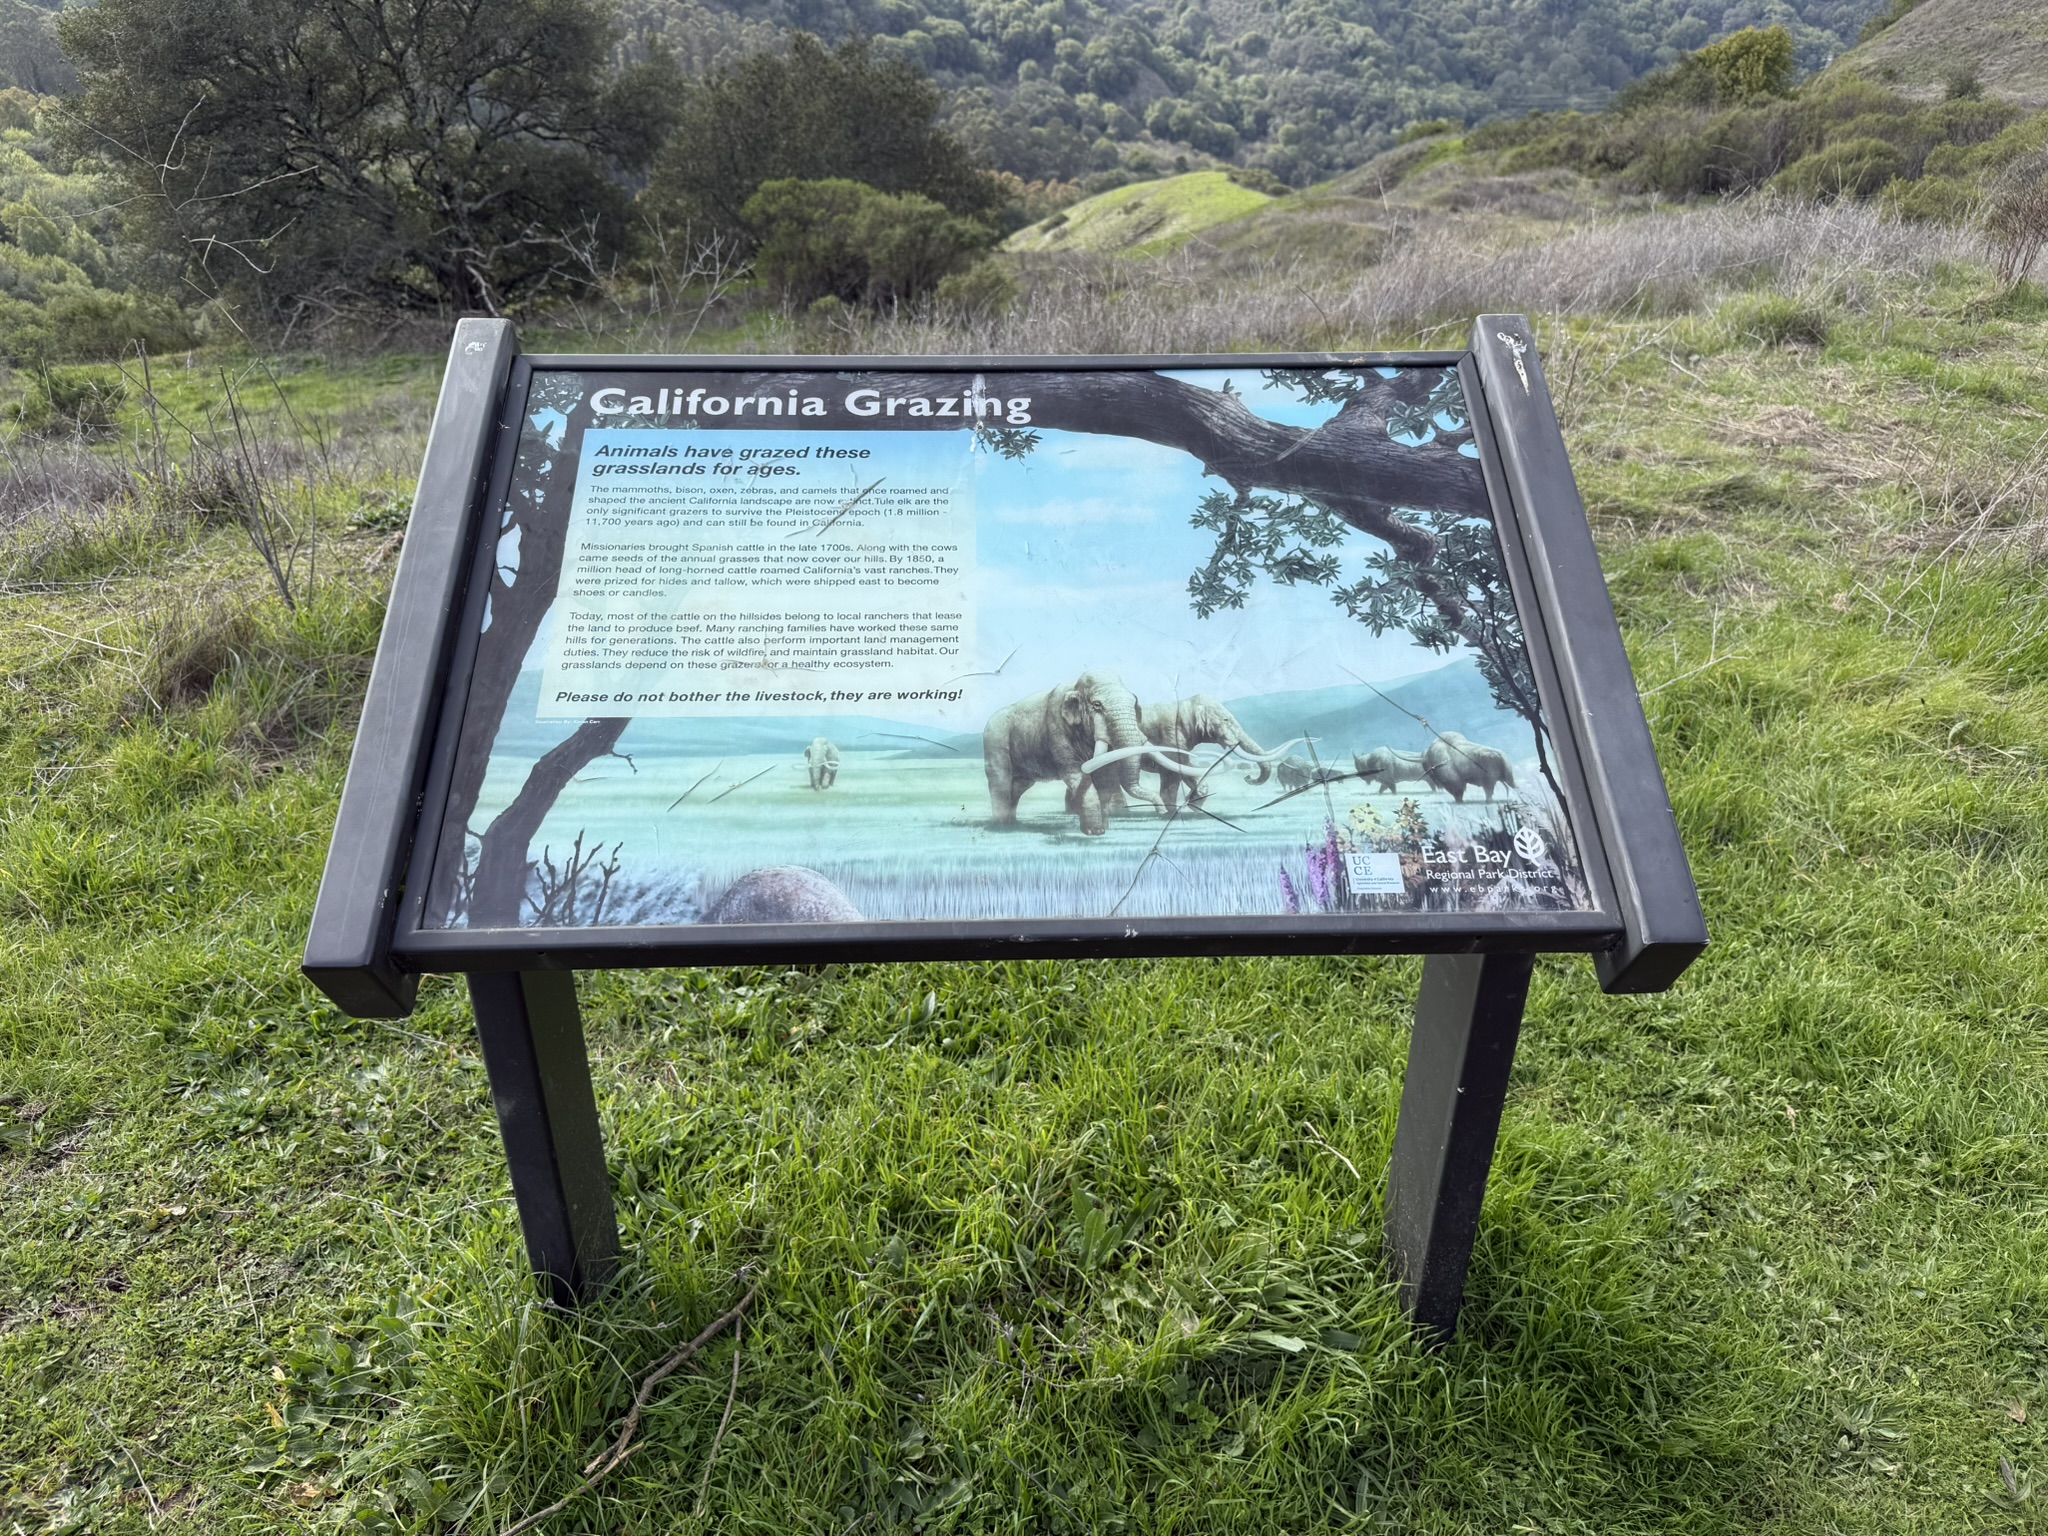 California Grazing
Animals have grazed these
grasslands for ages.
The mammoths, bison, oxen, zebras, and camels that once roamed and
shaped the ancient California landscape are now extinct. Tule elk are the
only significant grazers to survive the Pleistocene epoch (1.8 million -
11,700 years ago) and can still be found in California.
Missionaries brought Spanish cattle in the late 1700s. Along with the cows
came seeds of the annual grasses that now cover our hills. By 1850, a
million head of long-horned cattle roamed California's vast ranches. They
were prized for hides and tallow, which were shipped east to become
shoes or candles.
Today, most of the cattle on the hillsides belong to local ranchers that lease
the land to produce beef. Many ranching families have worked these same
hills for generations. The cattle also perform important land management
duties. They reduce the risk of wildfire, and maintain grassland habitat. Our
grasslands depend on these grazers for a healthy ecosystem.
Please do not bother the livestock, they are working!
Illustration By: Karen Carr
UC
CE
University of California
East Bay
Regional Park District
www.ebparks.org